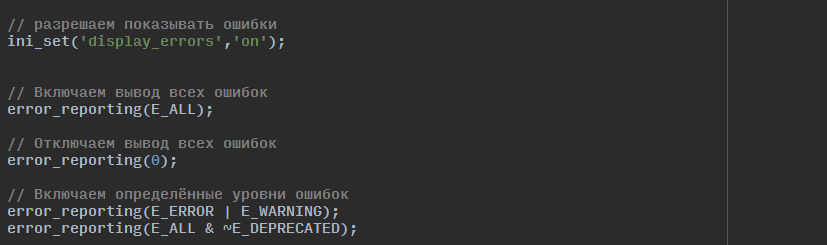 // разрешаем показывать ошибки
ini_set('display_errors','on');
// Включаем вывод всех ошибок
error_reporting(E_ALL);
// Отключаем вывод всех ошибок
error_reporting(0);
// Включаем определённые уровни ошибок
error_reporting(E_ERROR | E_WARNING);
error_reporting(E_ALL & ~E_DEPRECATED);